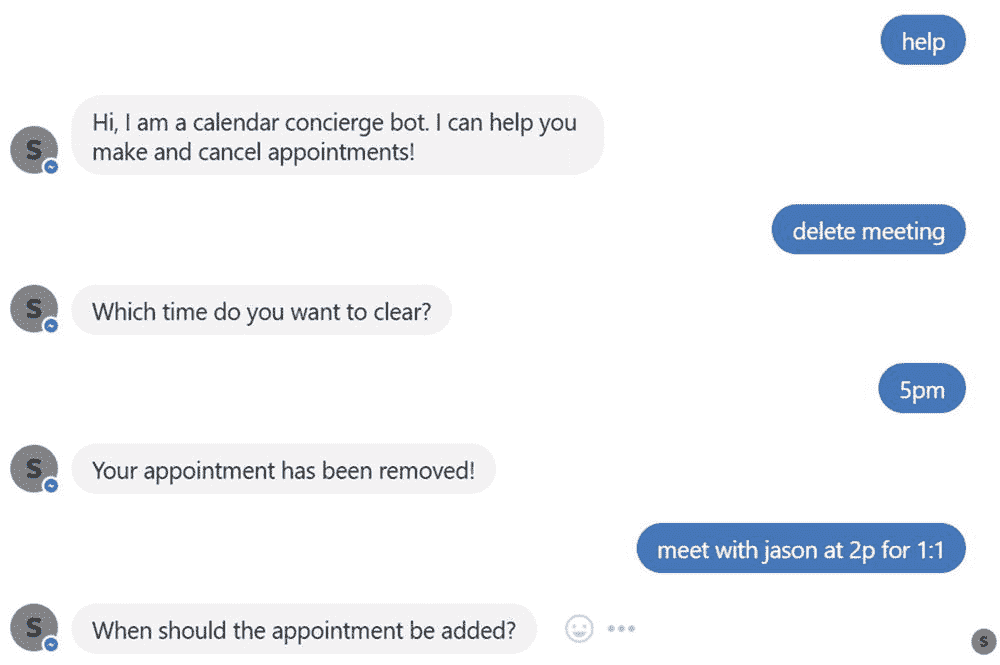 help
Hi, I am a calendar concierge bot. I can help you
make and cancel appointments!
S
delete meeting
Which time do you want to clear?
S
5pm
Your appointment has been removed!
S
meet with jason at 2p for 1:1
When should the appointment be added?
S
S